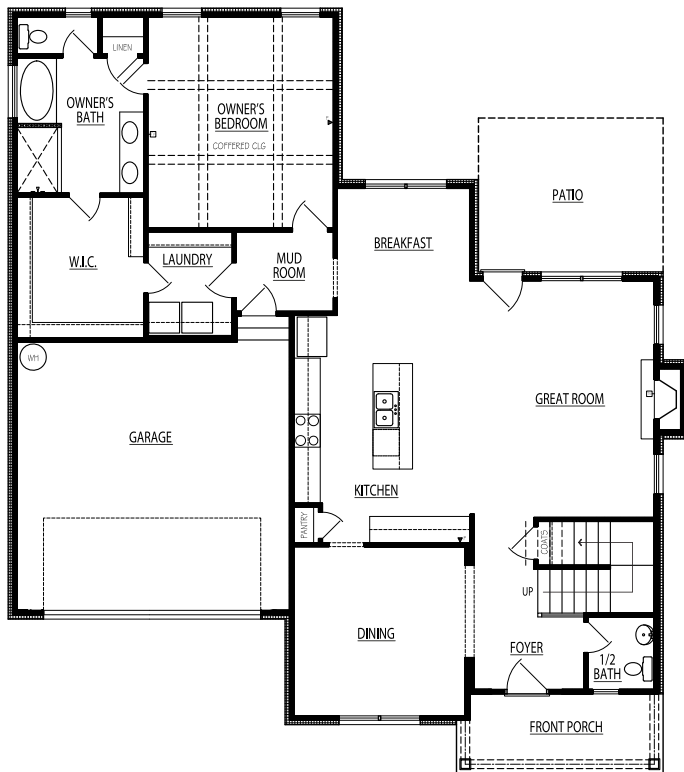 LINEN
OWNER'S
BATH
OWNER'S
BEDROOM
COFFERED CLG
PATIO
BREAKFAST
W.I.C.
LAUNDRY
MUD
ROOM
WH
GREAT ROOM
GARAGE
KITCHEN
PANTRY
COATS
UP
DINING
FOYER
1/2
BATH
FRONT PORCH